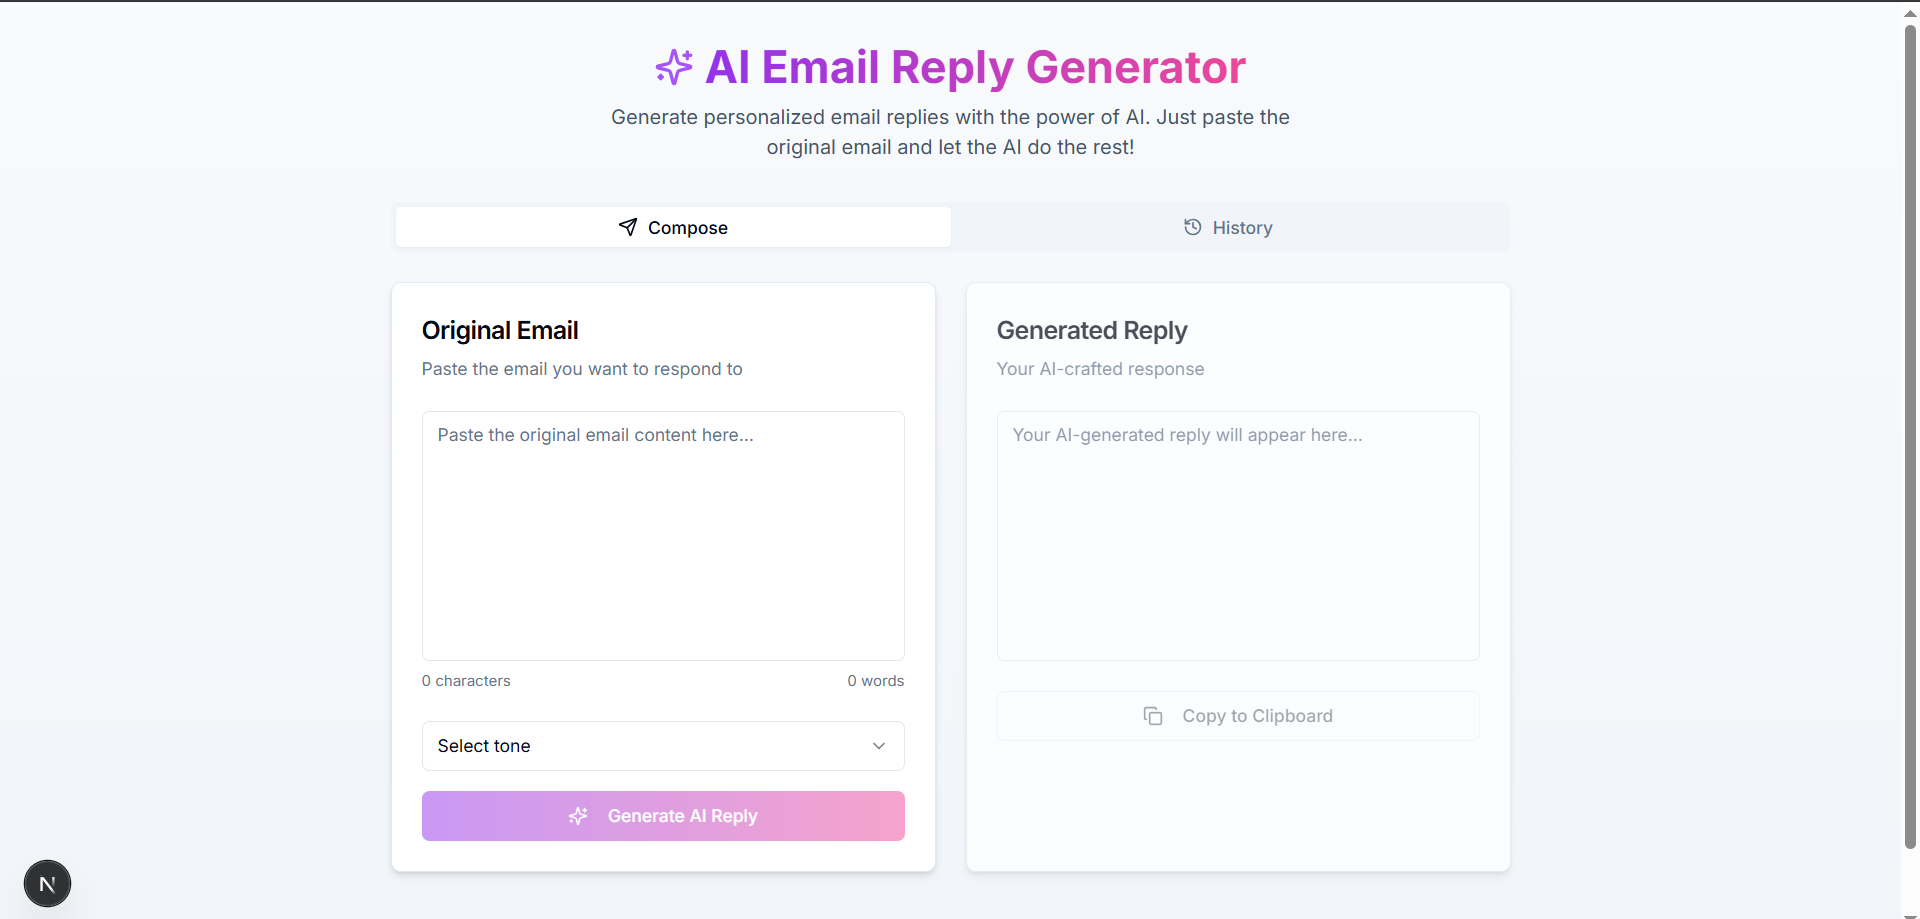 AI Email Reply Generator
Generate personalized email replies with the power of AI. Just paste the
original email and let the AI do the rest!
Compose
History
Original Email
Paste the email you want to respond to
Paste the original email content here...
0 characters
0 words
Select tone
Generate AI Reply
Generated Reply
Your AI-crafted response
Your AI-generated reply will appear here...
Copy to Clipboard
N